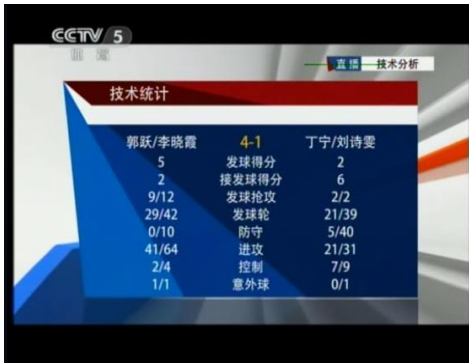 CCTV 5
体育
直播 技术分析
技术统计
郭跃/李晓霞 4-1 丁宁/刘诗雯
5 发球得分 2
2 接发球得分 6
9/12 发球抢攻 2/2
29/42 发球轮 21/39
0/10 防守 5/40
41/64 进攻 21/31
2/4 控制 7/9
1/1 意外球 0/1